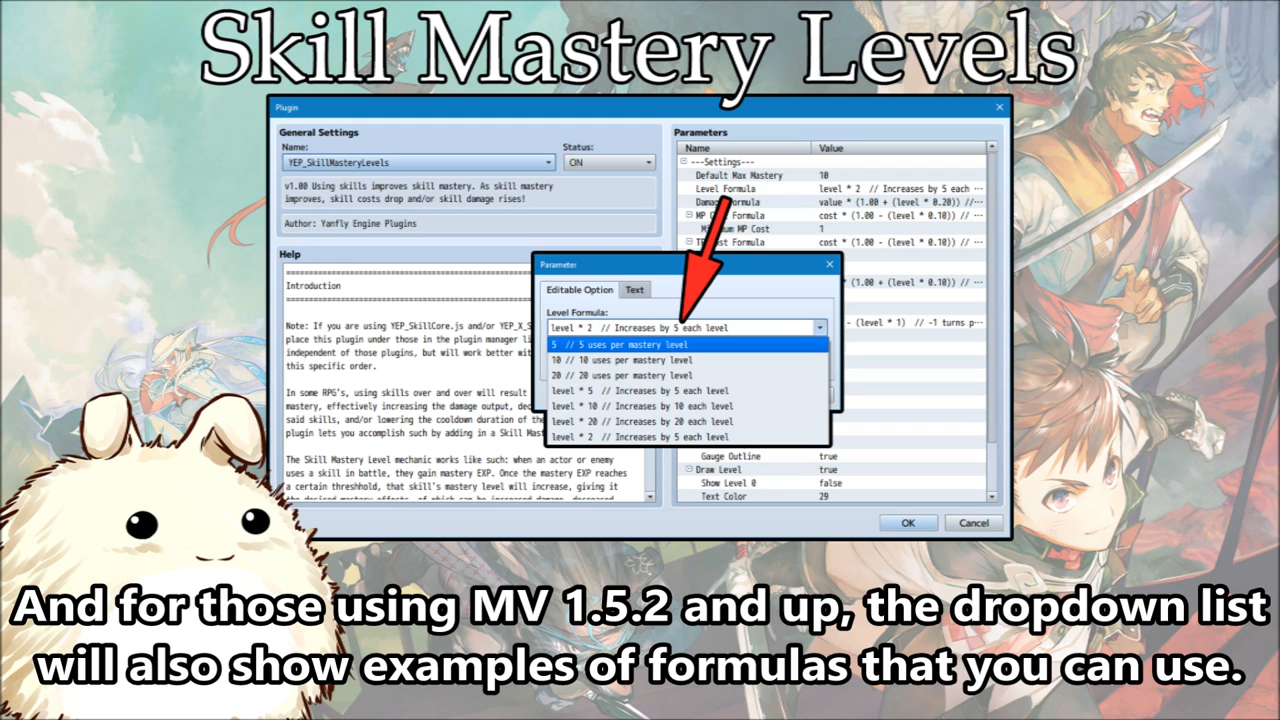 Skill Mastery Levels
Plugin
General Settings
Name:
Status:
YEP_SkillMasteryLevels
ON
v1.00 Using skills improves skill mastery. As skill mastery
improves, skill costs drop and/or skill damage rises!
Author: Yanfly Engine Plugins
Help
Introduction
Note: If you are using YEP_SkillCore.js and/or YEP_X_S
place this plugin under those in the plugin manager li
independent of those plugins, but will work better wit
this specific order.
In some RPG's, using skills over and over will result
mastery, effectively increasing the damage output, dec
said skills, and/or lowering the cooldown duration of the
plugin lets you accomplish such by adding in a Skill Mast
The Skill Mastery Level mechanic works like such: when an actor or enemy
uses a skill in battle, they gain mastery EXP. Once the mastery EXP reaches
a certain threshhold, that skill's mastery level will increase, giving it
Parameters
Name Value
---Settings---
Default Max Mastery 10
Level Formula level * 2 // Increases by 5 each ...
Damage Formula value * (1.00 + (level * 0.20)) //...
MP Cost Formula cost * (1.00 - (level * 0.10)) // ...
Minimum MP Cost 1
TP Cost Formula cost * (1.00 - (level * 0.10)) // ...
* (1.00 + (level * 0.10)) // ...
- (level * 1) // -1 turns p...
Gauge Outline true
Draw Level true
Show Level 0 false
Text Color 29
Parameter
Editable Option Text
Level Formula:
level * 2 // Increases by 5 each level
5 // 5 uses per mastery level
10 // 10 uses per mastery level
20 // 20 uses per mastery level
level * 5 // Increases by 5 each level
level * 10 // Increases by 10 each level
level * 20 // Increases by 20 each level
level * 2 // Increases by 5 each level
OK Cancel
And for those using MV 1.5.2 and up, the dropdown list
will also show examples of formulas that you can use.